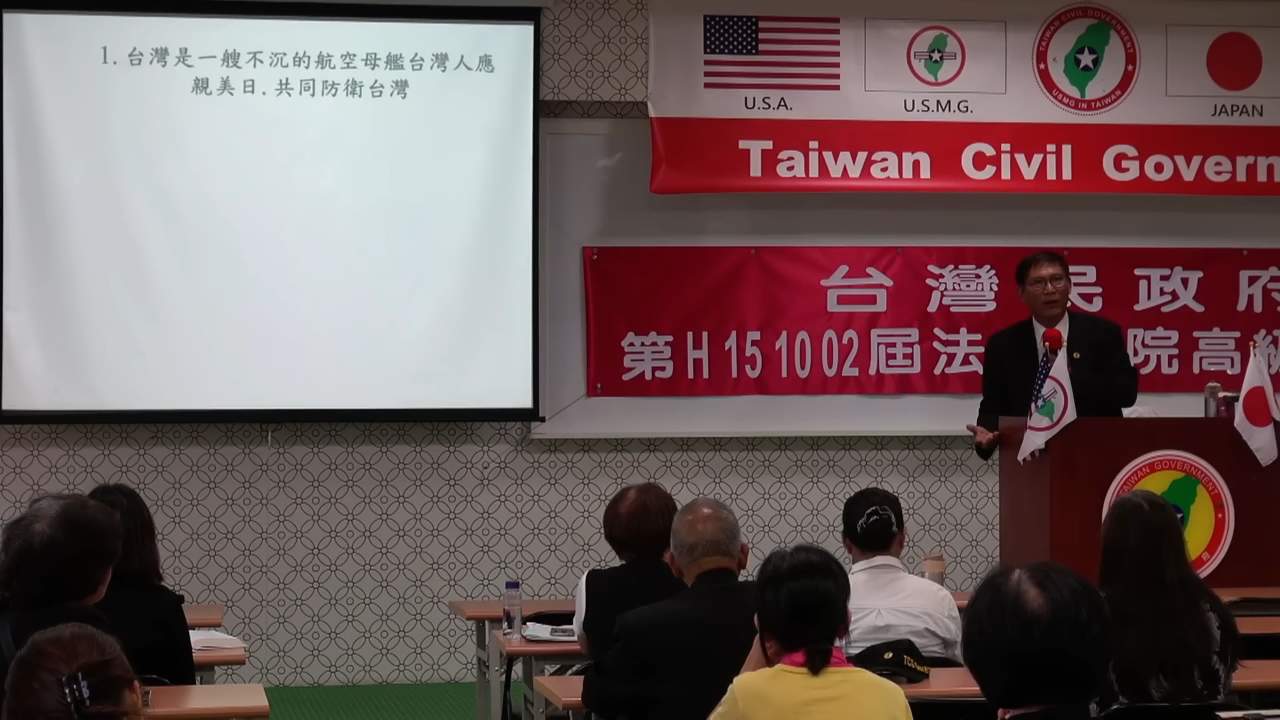 1. 台灣是一艘不沉的航空母艦台灣人應
親美日.共同防衛台灣
U.S.A.
U.S.M.G.
TAIWAN CIVIL GOVERNMENT
USMG IN TAIWAN
JAPAN
Taiwan Civil Govern
台灣民政府
第H 15 10 02屆法 院高級
TAIWAN GOVERNMENT